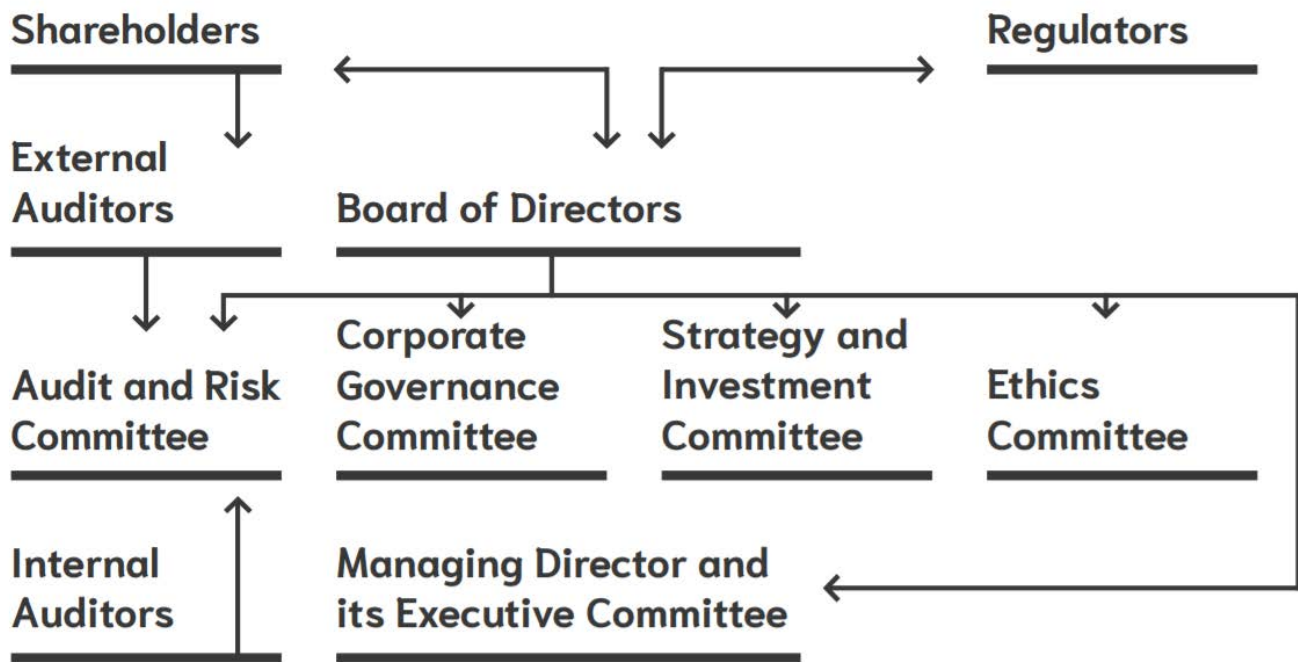 Shareholders
Regulators
External
Auditors
Board of Directors
Audit and Risk
Committee
Corporate
Governance
Committee
Strategy and
Investment
Committee
Ethics
Committee
Internal
Auditors
Managing Director and
its Executive Committee